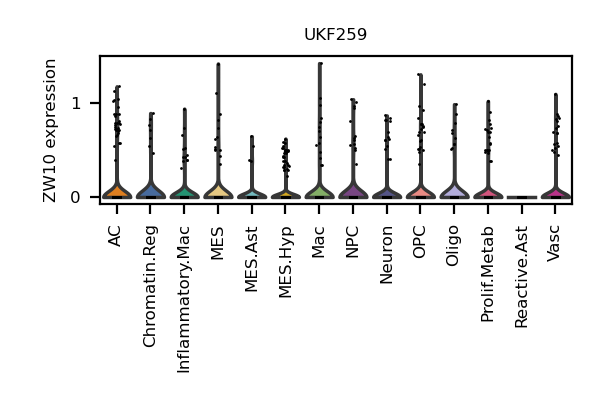 UKF259
ZW10 expression
1
0
AC
Chromatin.Reg
Inflammatory.Mac
MES
MES.Ast
MES.Hyp
Mac
NPC
Neuron
OPC
Oligo
Prolif.Metab
Reactive.Ast
Vasc